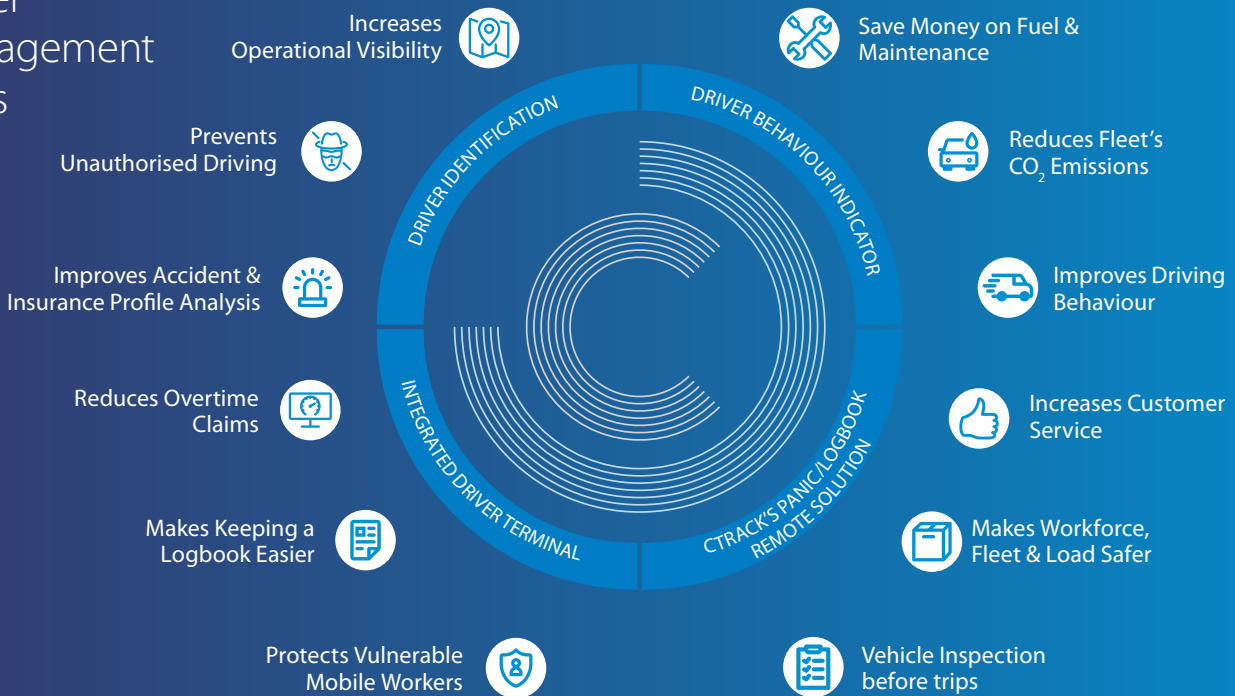 agement
Increases
Operational Visibility
Prevents
Unauthorised Driving
Improves Accident &
Insurance Profile Analysis
Reduces Overtime
Claims
Makes Keeping a
Logbook Easier
Protects Vulnerable
Mobile Workers
DRIVER IDENTIFICATION
DRIVER BEHAVIOUR INDICATOR
INTEGRATED DRIVER TERMINAL
CTRACK'S PANIC/LOGBOOK
REMOTE SOLUTION
Save Money on Fuel &
Maintenance
Reduces Fleet's
CO₂ Emissions
Improves Driving
Behaviour
Increases Customer
Service
Makes Workforce,
Fleet & Load Safer
Vehicle Inspection
before trips